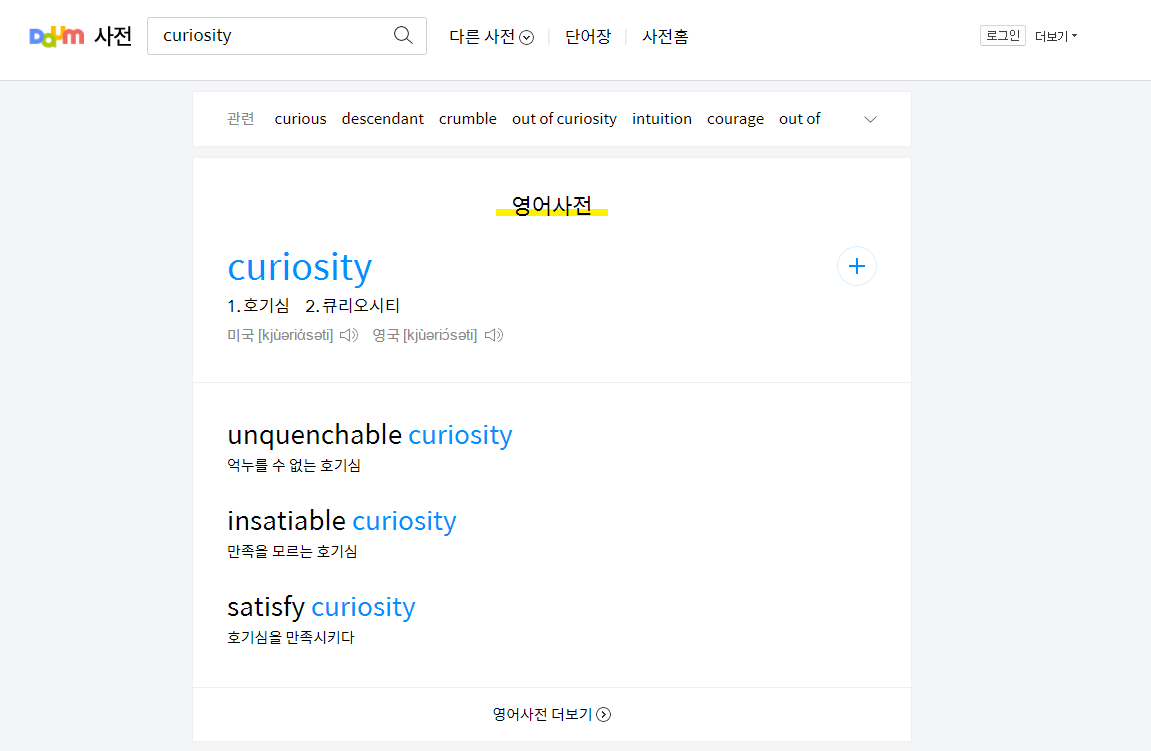 Daum 사전 curiosity 다른 사전 단어장 사전홈 로그인 더보기
관련 curious descendant crumble out of curiosity intuition courage out of
영어사전
curiosity
1.호기심 2.큐리오시티
미국 [kjùəriɑ́səti] 영국 [kjùəriɔ́səti]
unquenchable curiosity
억누를 수 없는 호기심
insatiable curiosity
만족을 모르는 호기심
satisfy curiosity
호기심을 만족시키다
영어사전 더보기